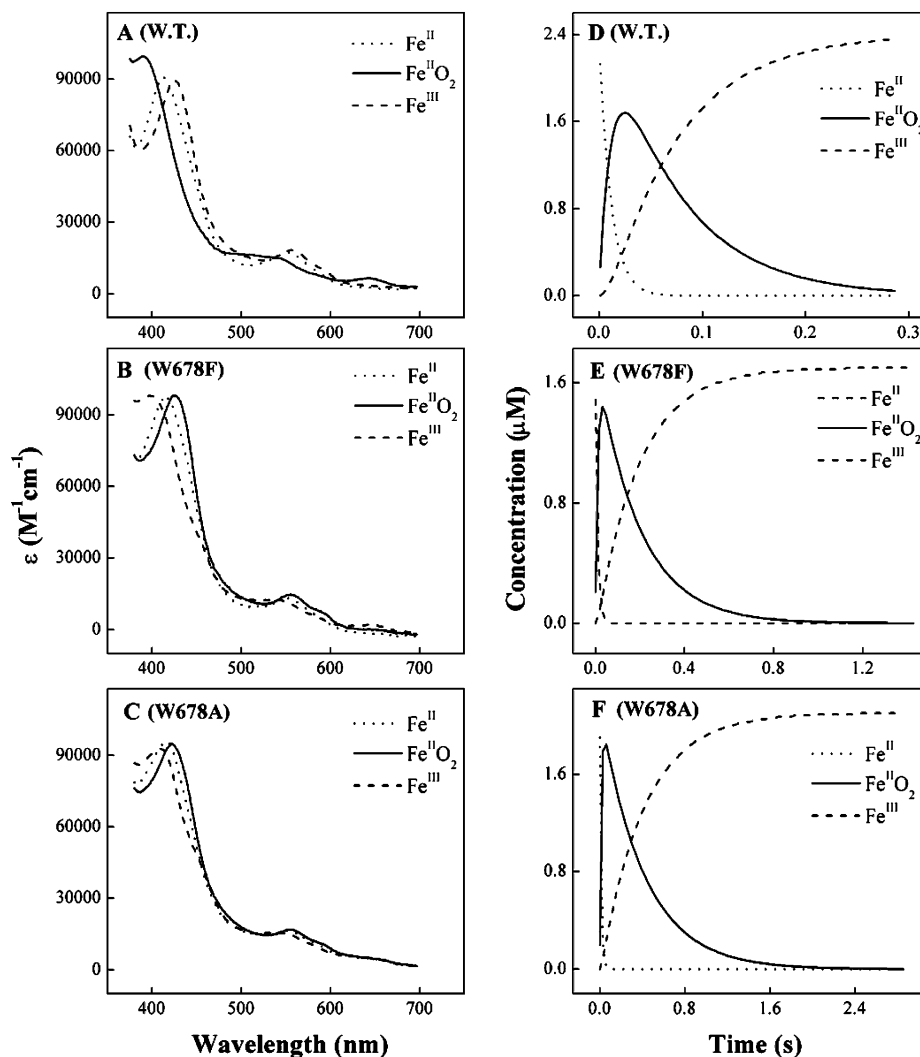 A (W.T.)
Fe^II
Fe^IIO₂
Fe^III
90000
60000
30000
0
400
500
600
700
B (W678F)
Fe^II
Fe^IIO₂
Fe^III
90000
60000
30000
0
400
500
600
700
C (W678A)
Fe^II
Fe^IIO₂
Fe^III
90000
60000
30000
0
400
500
600
700
ε (M⁻¹cm⁻¹)
Wavelength (nm)
D (W.T.)
Fe^II
Fe^IIO₂
Fe^III
2.4
1.6
0.8
0.0
0.0
0.1
0.2
0.3
E (W678F)
Fe^II
Fe^IIO₂
Fe^III
1.6
0.8
0.0
0.0
0.4
0.8
1.2
F (W678A)
Fe^II
Fe^IIO₂
Fe^III
1.6
0.8
0.0
0.0
0.8
1.6
2.4
Concentration (μM)
Time (s)